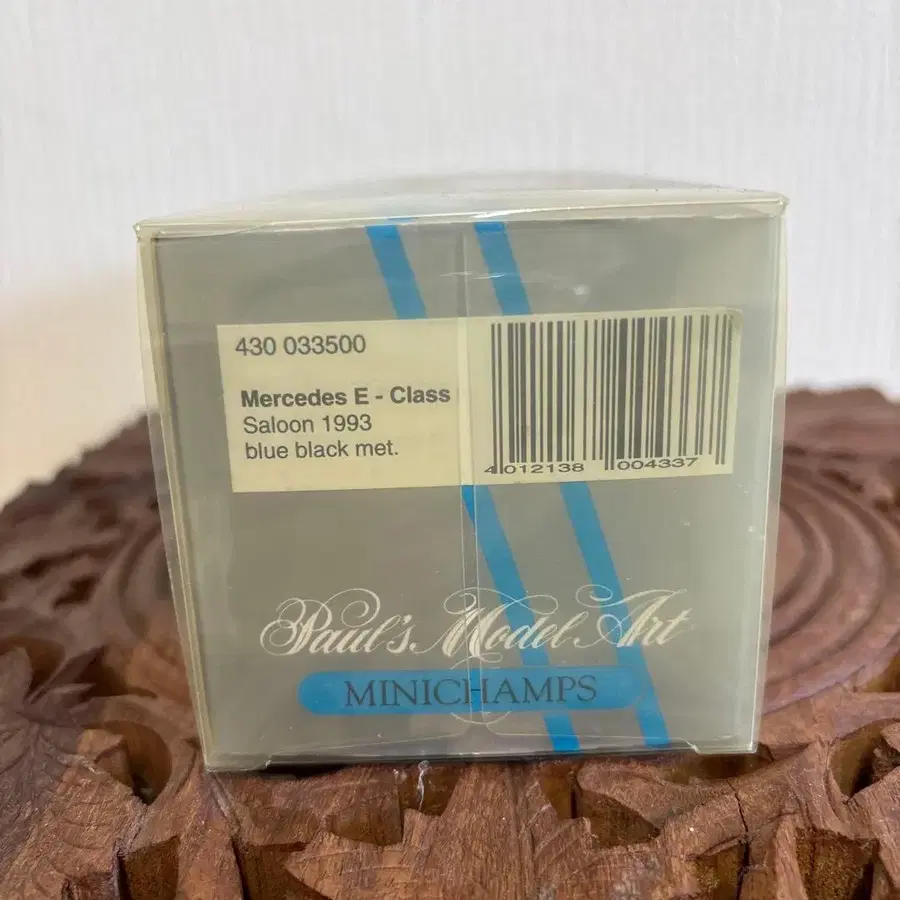 430 033500
Mercedes E - Class
Saloon 1993
blue black met.
4 012138 004337
Paul's Model Art
MINICHAMPS